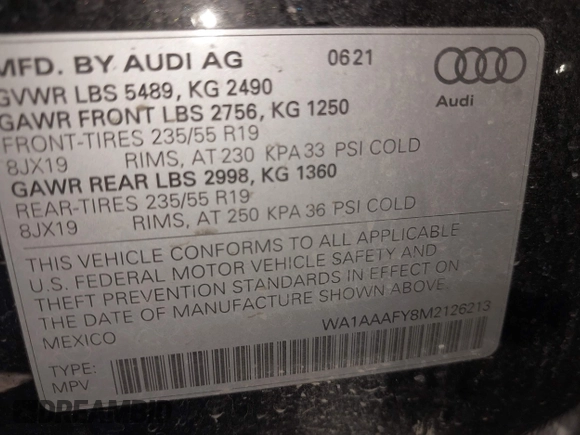 MFD. BY AUDI AG 0621
Audi
GVWR LBS 5489, KG 2490
GAWR FRONT LBS 2756, KG 1250
FRONT-TIRES 235/55 R19
8JX19 RIMS, AT 230 KPA 33 PSI COLD
GAWR REAR LBS 2998, KG 1360
REAR-TIRES 235/55 R19
8JX19 RIMS, AT 250 KPA 36 PSI COLD
THIS VEHICLE CONFORMS TO ALL APPLICABLE
U.S. FEDERAL MOTOR VEHICLE SAFETY AND
THEFT PREVENTION STANDARDS IN EFFECT ON
THE DATE OF MANUFACTURE SHOWN ABOVE.
MEXICO WA1AAAFY8M2126213
TYPE:
MPV
DREAMBID